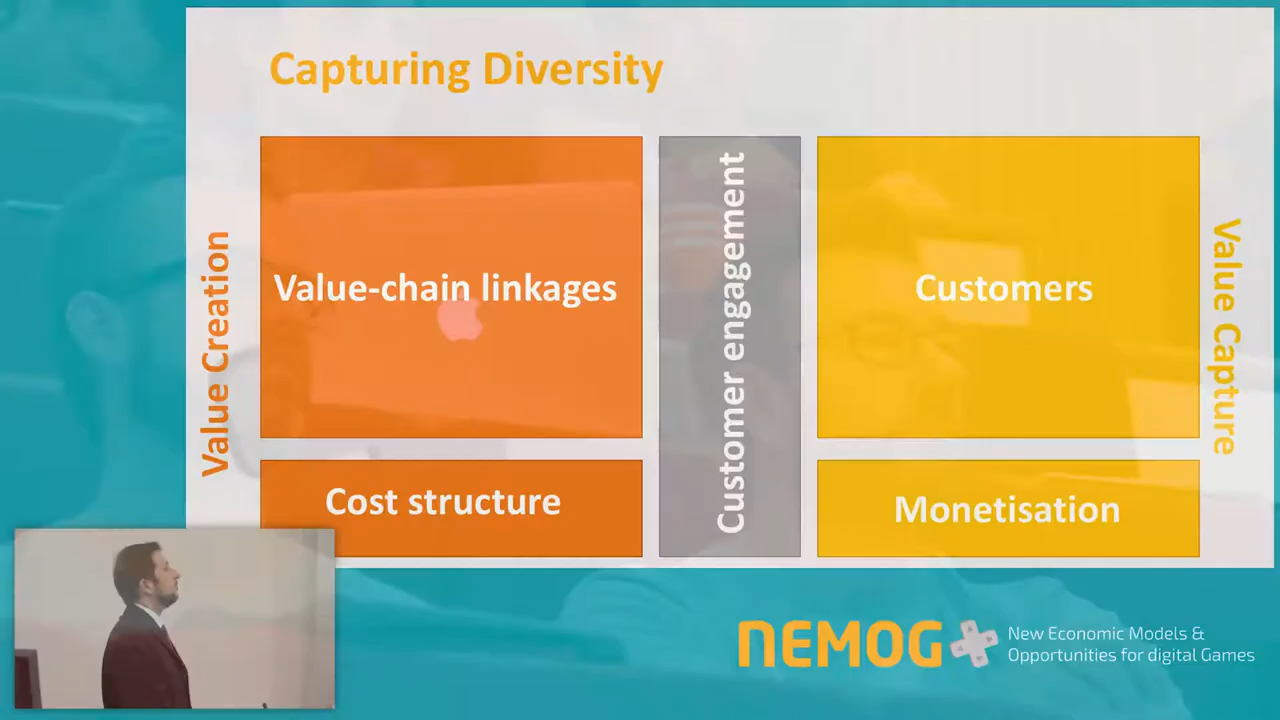 Capturing Diversity
Value Creation
Value-chain linkages
Cost structure
Customer engagement
Customers
Monetisation
Value Capture
NEMOG
New Economic Models &
Opportunities for digital Games